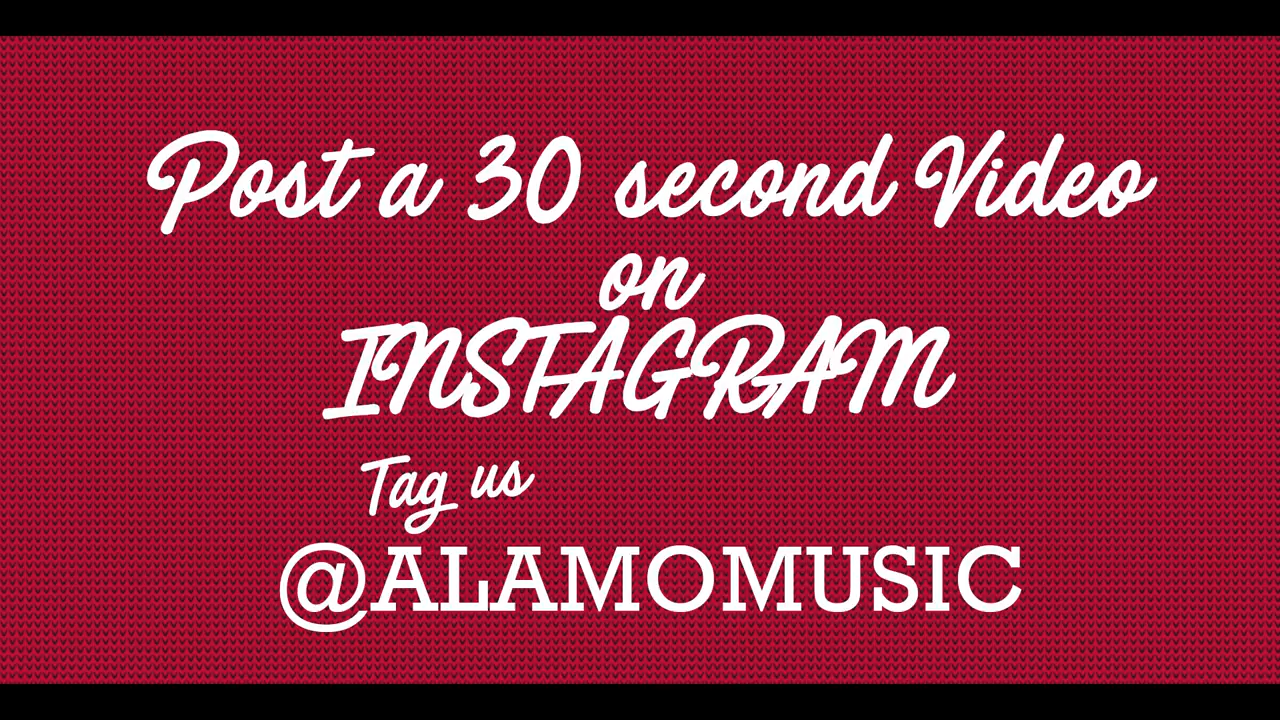 Post a 30 second Video
on
INSTAGRAM
Tag us
@ALAMOMUSIC